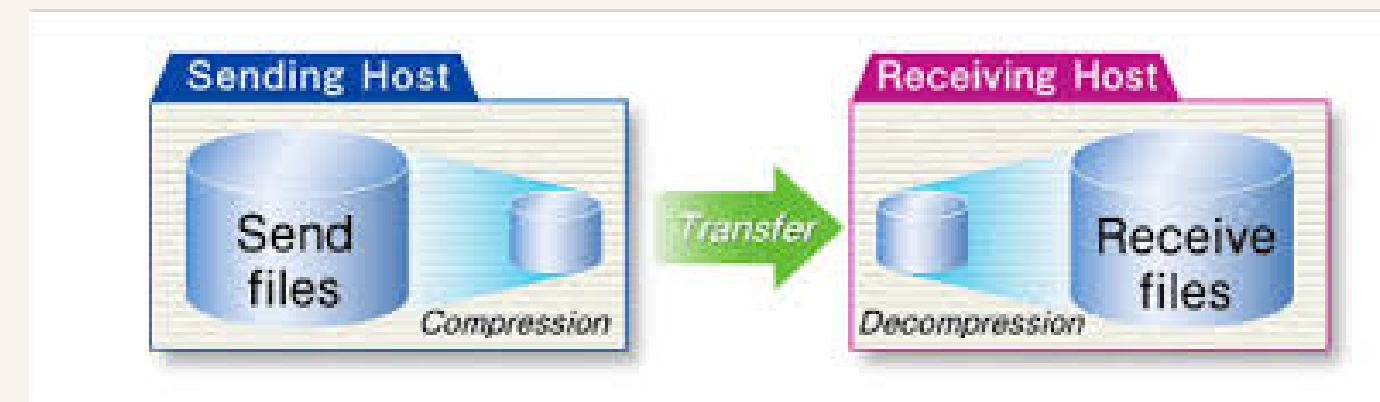 Sending Host
Send
files
Compression
Transfer
Receiving Host
Decompression
Receive
files